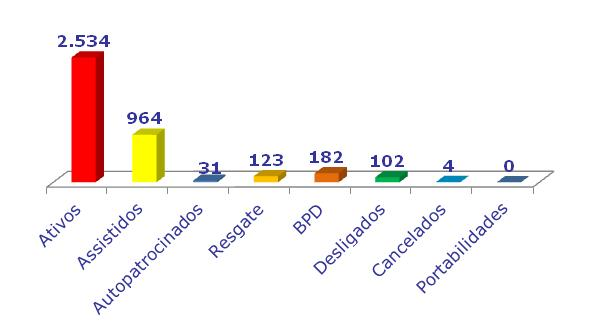 2.534
964
31
123
182
102
4
0
Ativos
Assistidos
Autopatrocinados
Resgate
BPD
Desligados
Cancelados
Portabilidades